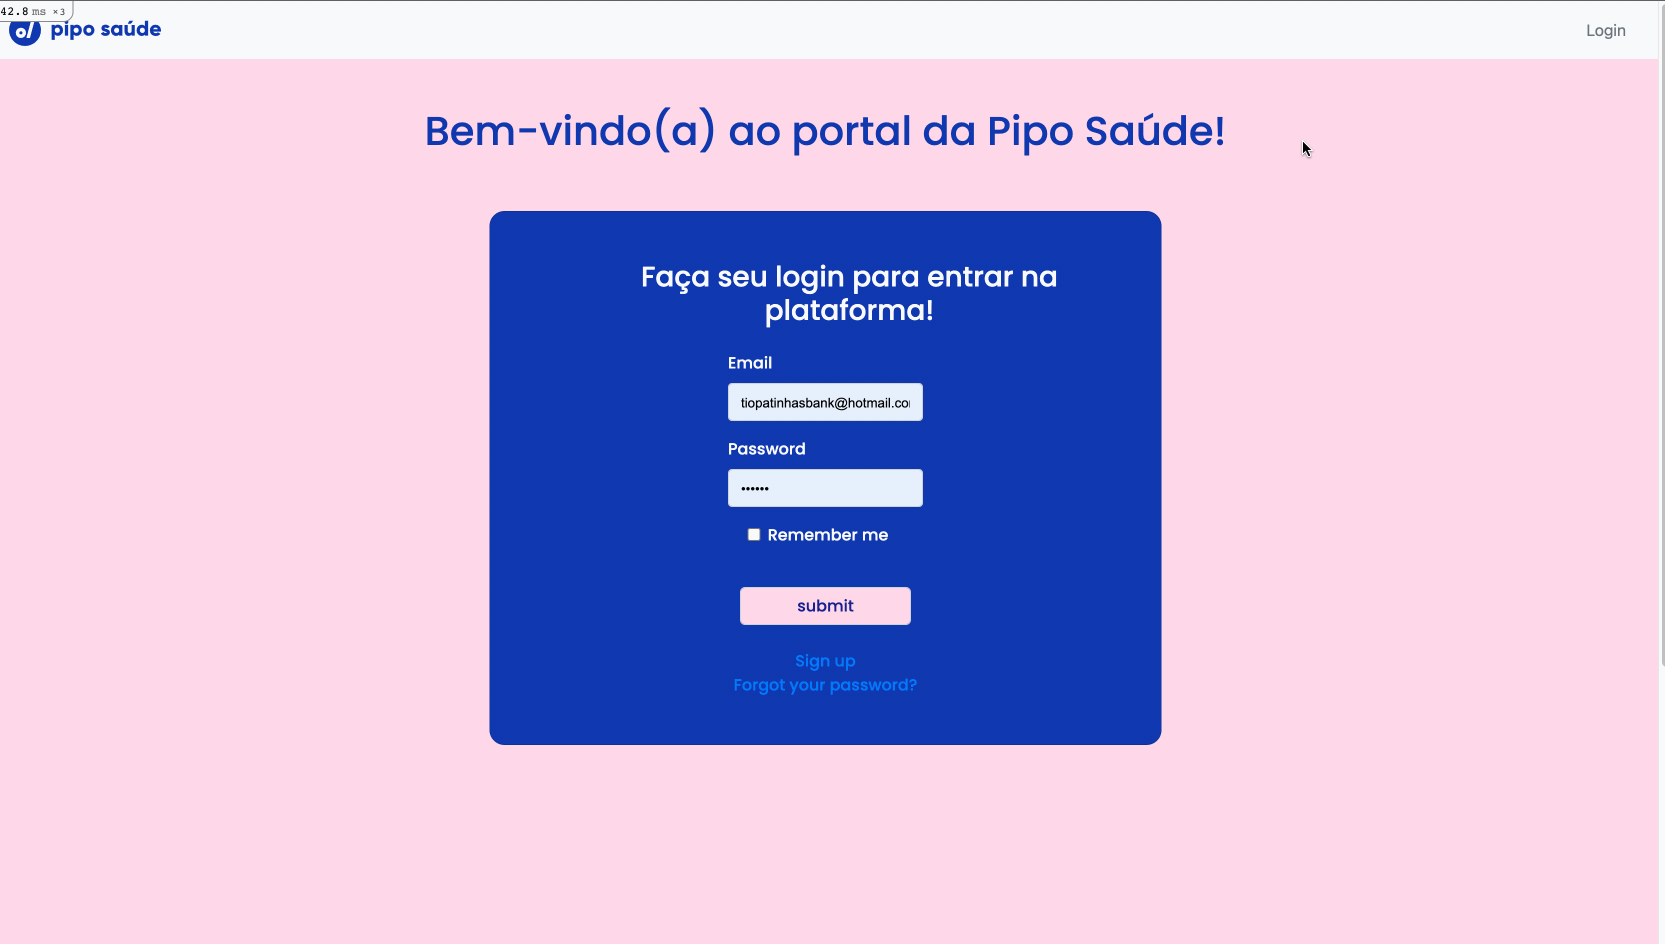 42.8 ms ×3
pipo saúde
Login
Bem-vindo(a) ao portal da Pipo Saúde!
Faça seu login para entrar na
plataforma!
Email
tiopatinhasbank@hotmail.co
Password
••••••
Remember me
submit
Sign up
Forgot your password?